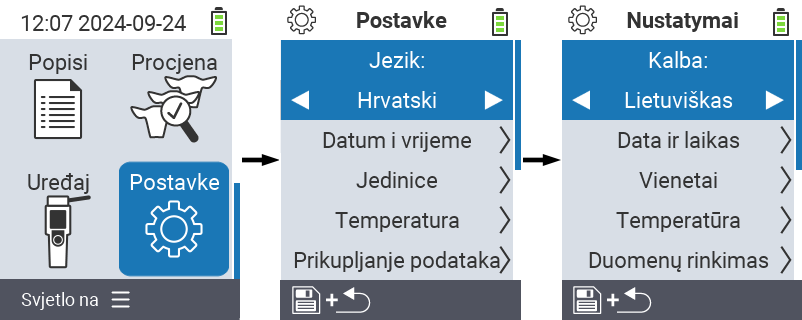 12:07 2024-09-24
Popisi
Procjena
Uređaj
Postavke
Svjetlo na
Postavke
Jezik:
Hrvatski
Datum i vrijeme
Jedinice
Temperatura
Prikupljanje podataka
+
Nustatymai
Kalba:
Lietuviškas
Data ir laikas
Vienetai
Temperatūra
Duomenų rinkimas
+